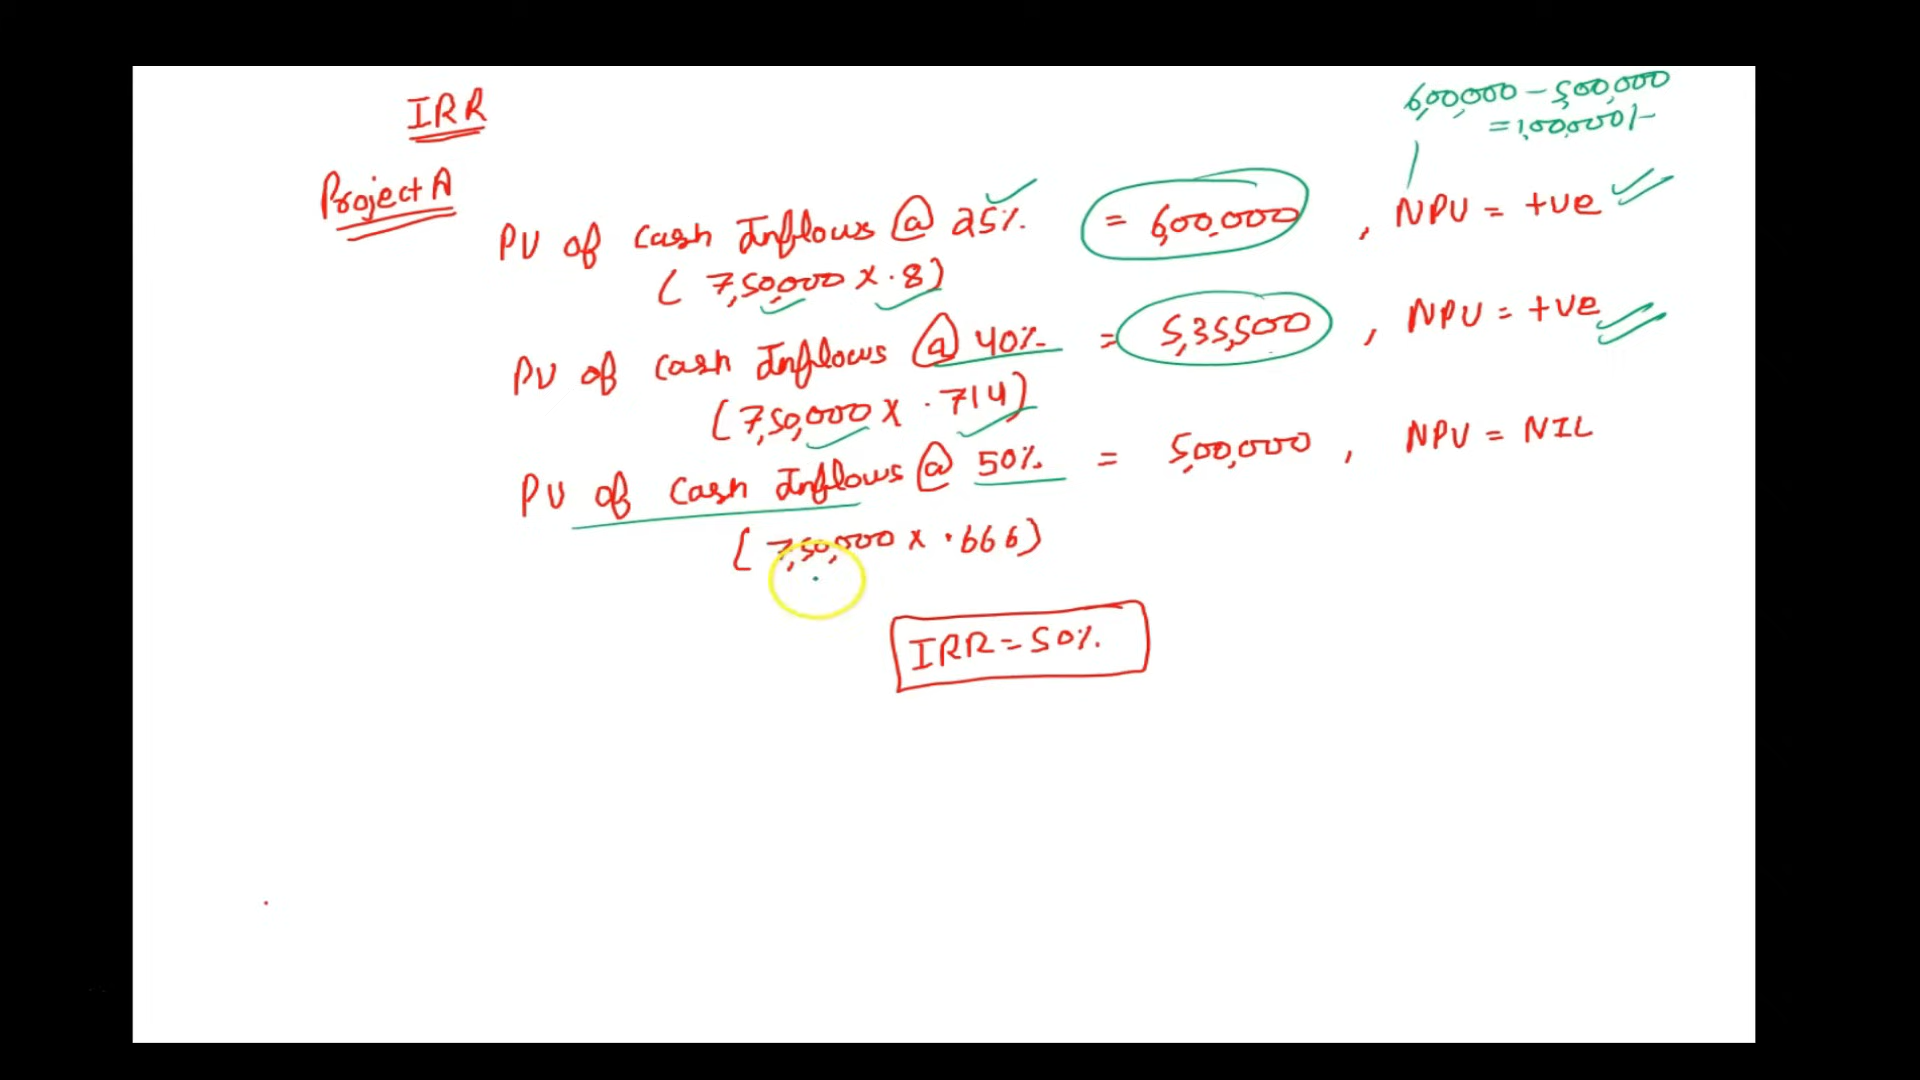 IRR
6,00,000 - 5,00,000
= 1,00,000/-
Project A
PV of Cash Inflows @ 25% = 6,00,000 , NPV = +ve
( 7,50,000 x .8)
PV of Cash Inflows @ 40% = 5,35,500 , NPV = +ve
(7,50,000 x .714)
PV of Cash Inflows @ 50% = 5,00,000 , NPV = NIL
(7,50,000 x .666)
IRR = 50%